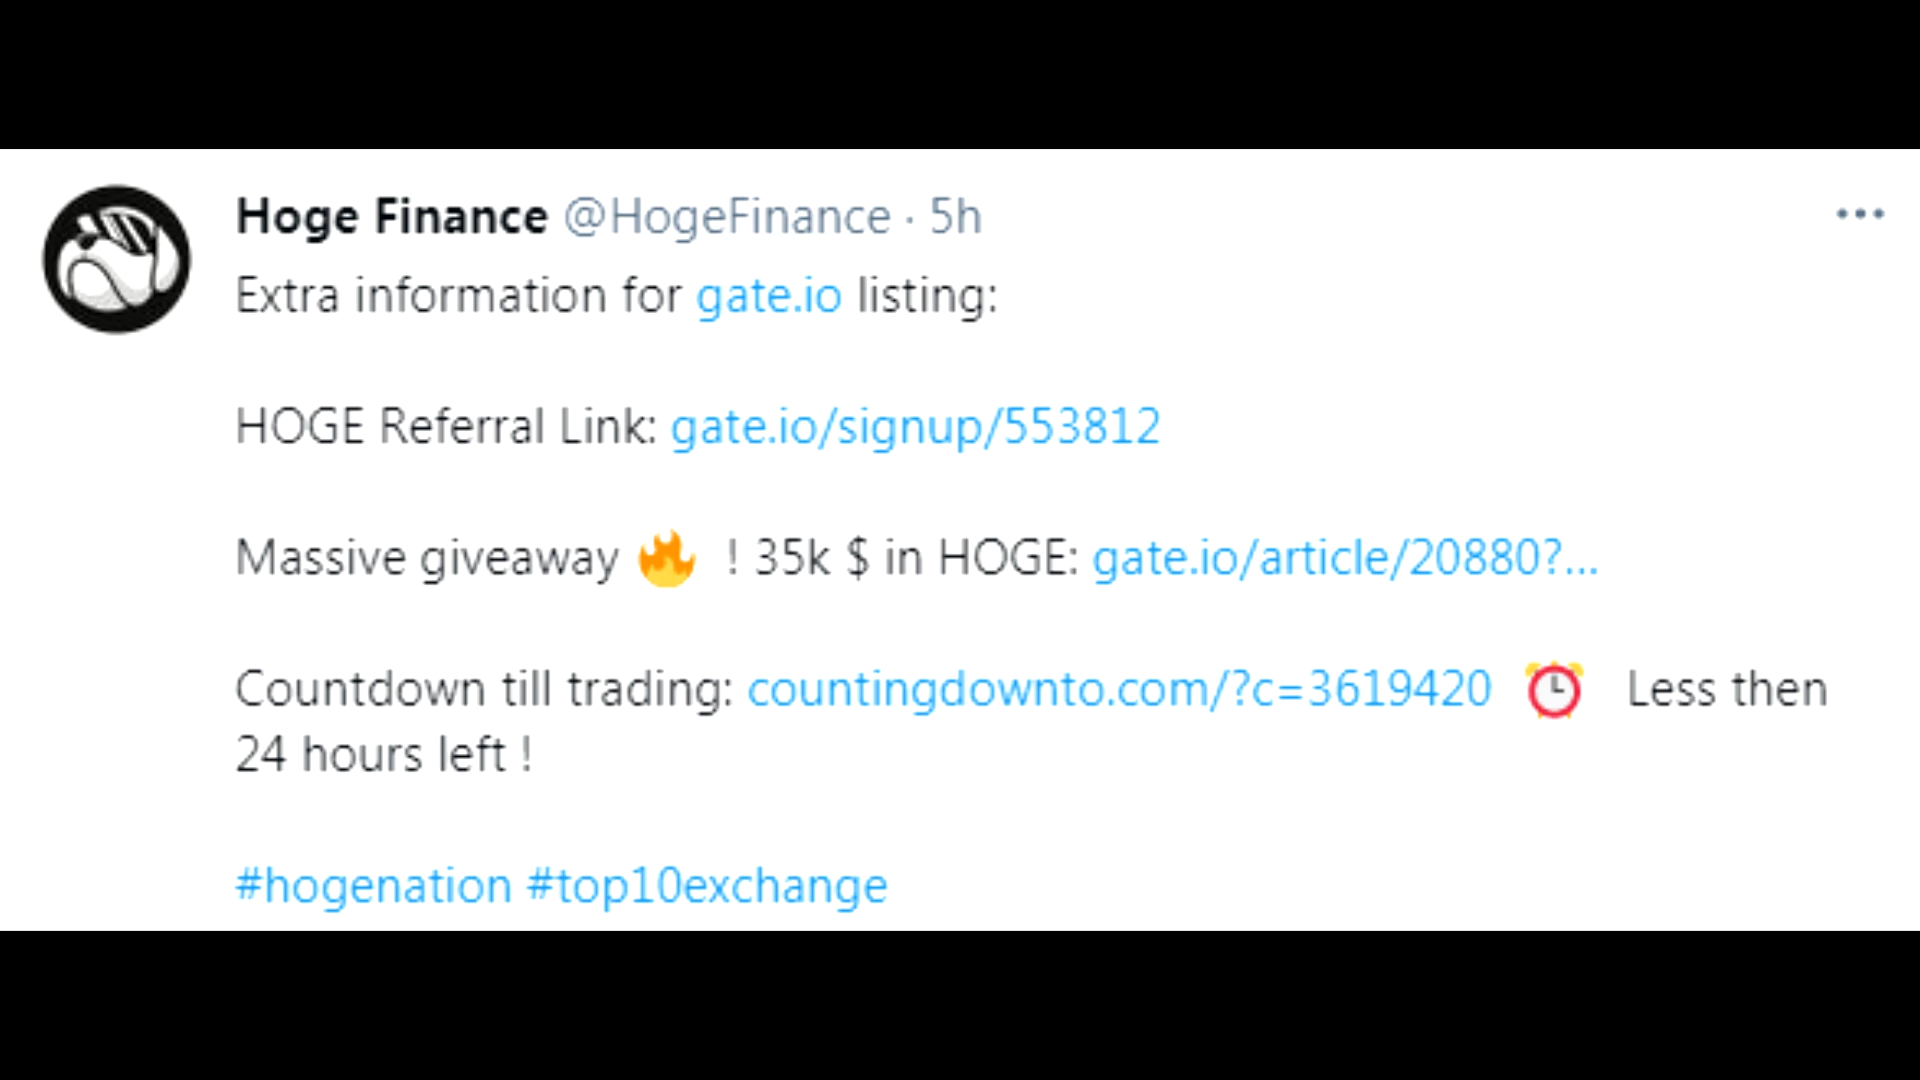 Hoge Finance @HogeFinance · 5h
Extra information for gate.io listing:
HOGE Referral Link: gate.io/signup/553812
Massive giveaway 🔥 ! 35k $ in HOGE: gate.io/article/20880?...
Countdown till trading: countingdownto.com/?c=3619420 ⏰ Less then
24 hours left !
#hogenation #top10exchange